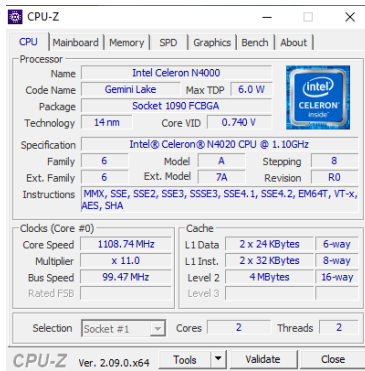 CPU-Z
CPU Mainboard Memory SPD Graphics Bench About
Processor
Name Intel Celeron N4000
Code Name Gemini Lake Max TDP 6.0 W
Package Socket 1090 FCBGA
Technology 14 nm Core VID 0.740 V
intel
CELERON
inside
Specification Intel® Celeron® N4020 CPU @ 1.10GHz
Family 6 Model A Stepping 8
Ext. Family 6 Ext. Model 7A Revision R0
Instructions MMX, SSE, SSE2, SSE3, SSSE3, SSE4.1, SSE4.2, EM64T, VT-x,
AES, SHA
Clocks (Core #0)
Core Speed 1108.74 MHz
Multiplier x 11.0
Bus Speed 99.47 MHz
Rated FSB
Cache
L1 Data 2 x 24 KBytes 6-way
L1 Inst. 2 x 32 KBytes 8-way
Level 2 4 MBytes 16-way
Level 3
Selection Socket #1 Cores 2 Threads 2
CPU-Z Ver. 2.09.0.x64 Tools Validate Close